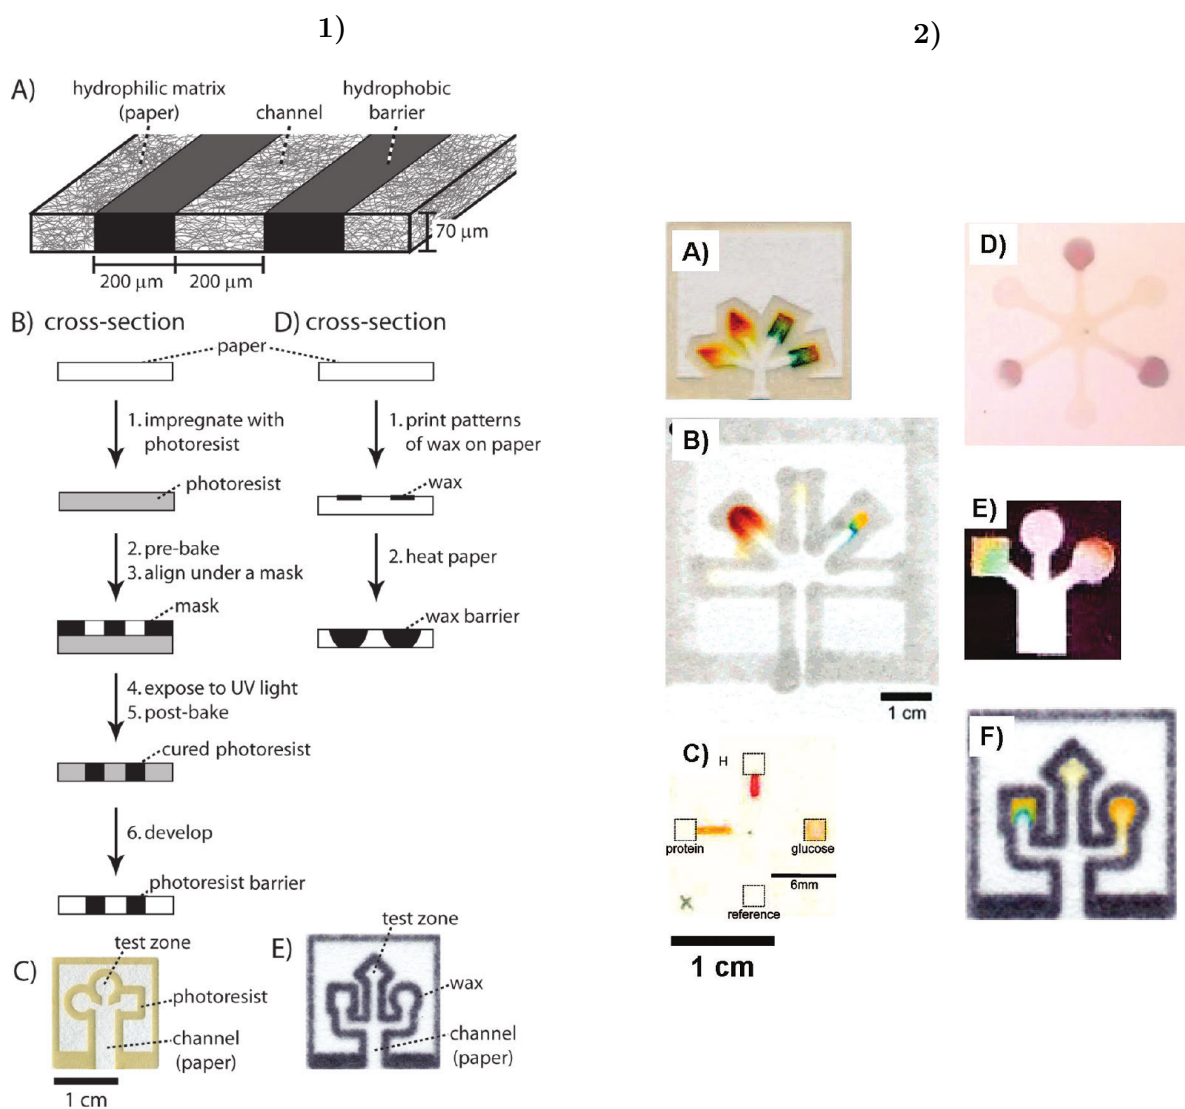 1)
A)
hydrophilic matrix
(paper)
channel
hydrophobic
barrier
70 μm
200 μm
200 μm
B) cross-section
D) cross-section
paper
1. impregnate with
photoresist
1. print patterns
of wax on paper
photoresist
wax
2. pre-bake
3. align under a mask
2. heat paper
mask
wax barrier
4. expose to UV light
5. post-bake
cured photoresist
6. develop
photoresist barrier
C)
test zone
photoresist
channel
(paper)
1 cm
E)
test zone
wax
channel
(paper)
2)
A)
D)
B)
1 cm
E)
C)
H
protein
glucose
6mm
reference
1 cm
F)